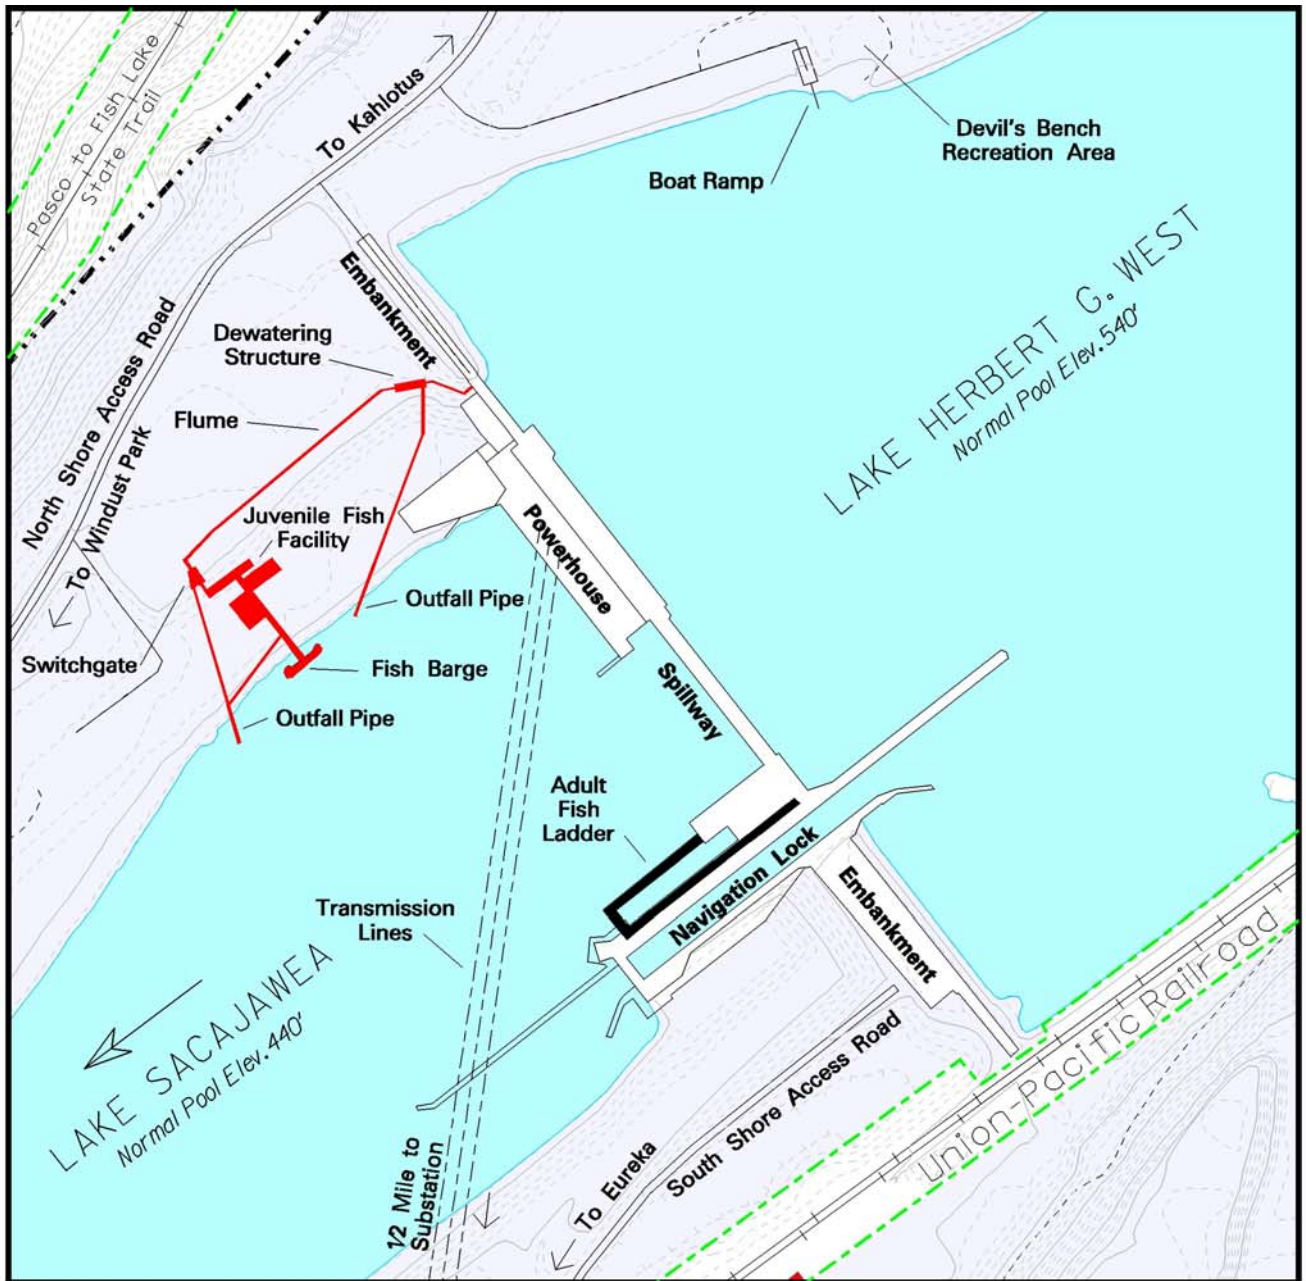 Pasco to Fish Lake
State Trail
To Kahlotus
Devil's Bench
Recreation Area
Boat Ramp
LAKE HERBERT G. WEST
Normal Pool Elev. 540'
Embankment
North Shore Access Road
To Windust Park
Dewatering
Structure
Flume
Juvenile Fish
Facility
Powerhouse
Outfall Pipe
Switchgate
Fish Barge
Outfall Pipe
Spillway
Adult
Fish
Ladder
Navigation Lock
Embankment
Transmission
Lines
LAKE SACAJAWEA
Normal Pool Elev. 440'
1/2 Mile to
Substation
To Eureka
South Shore Access Road
Union-Pacific Railroad